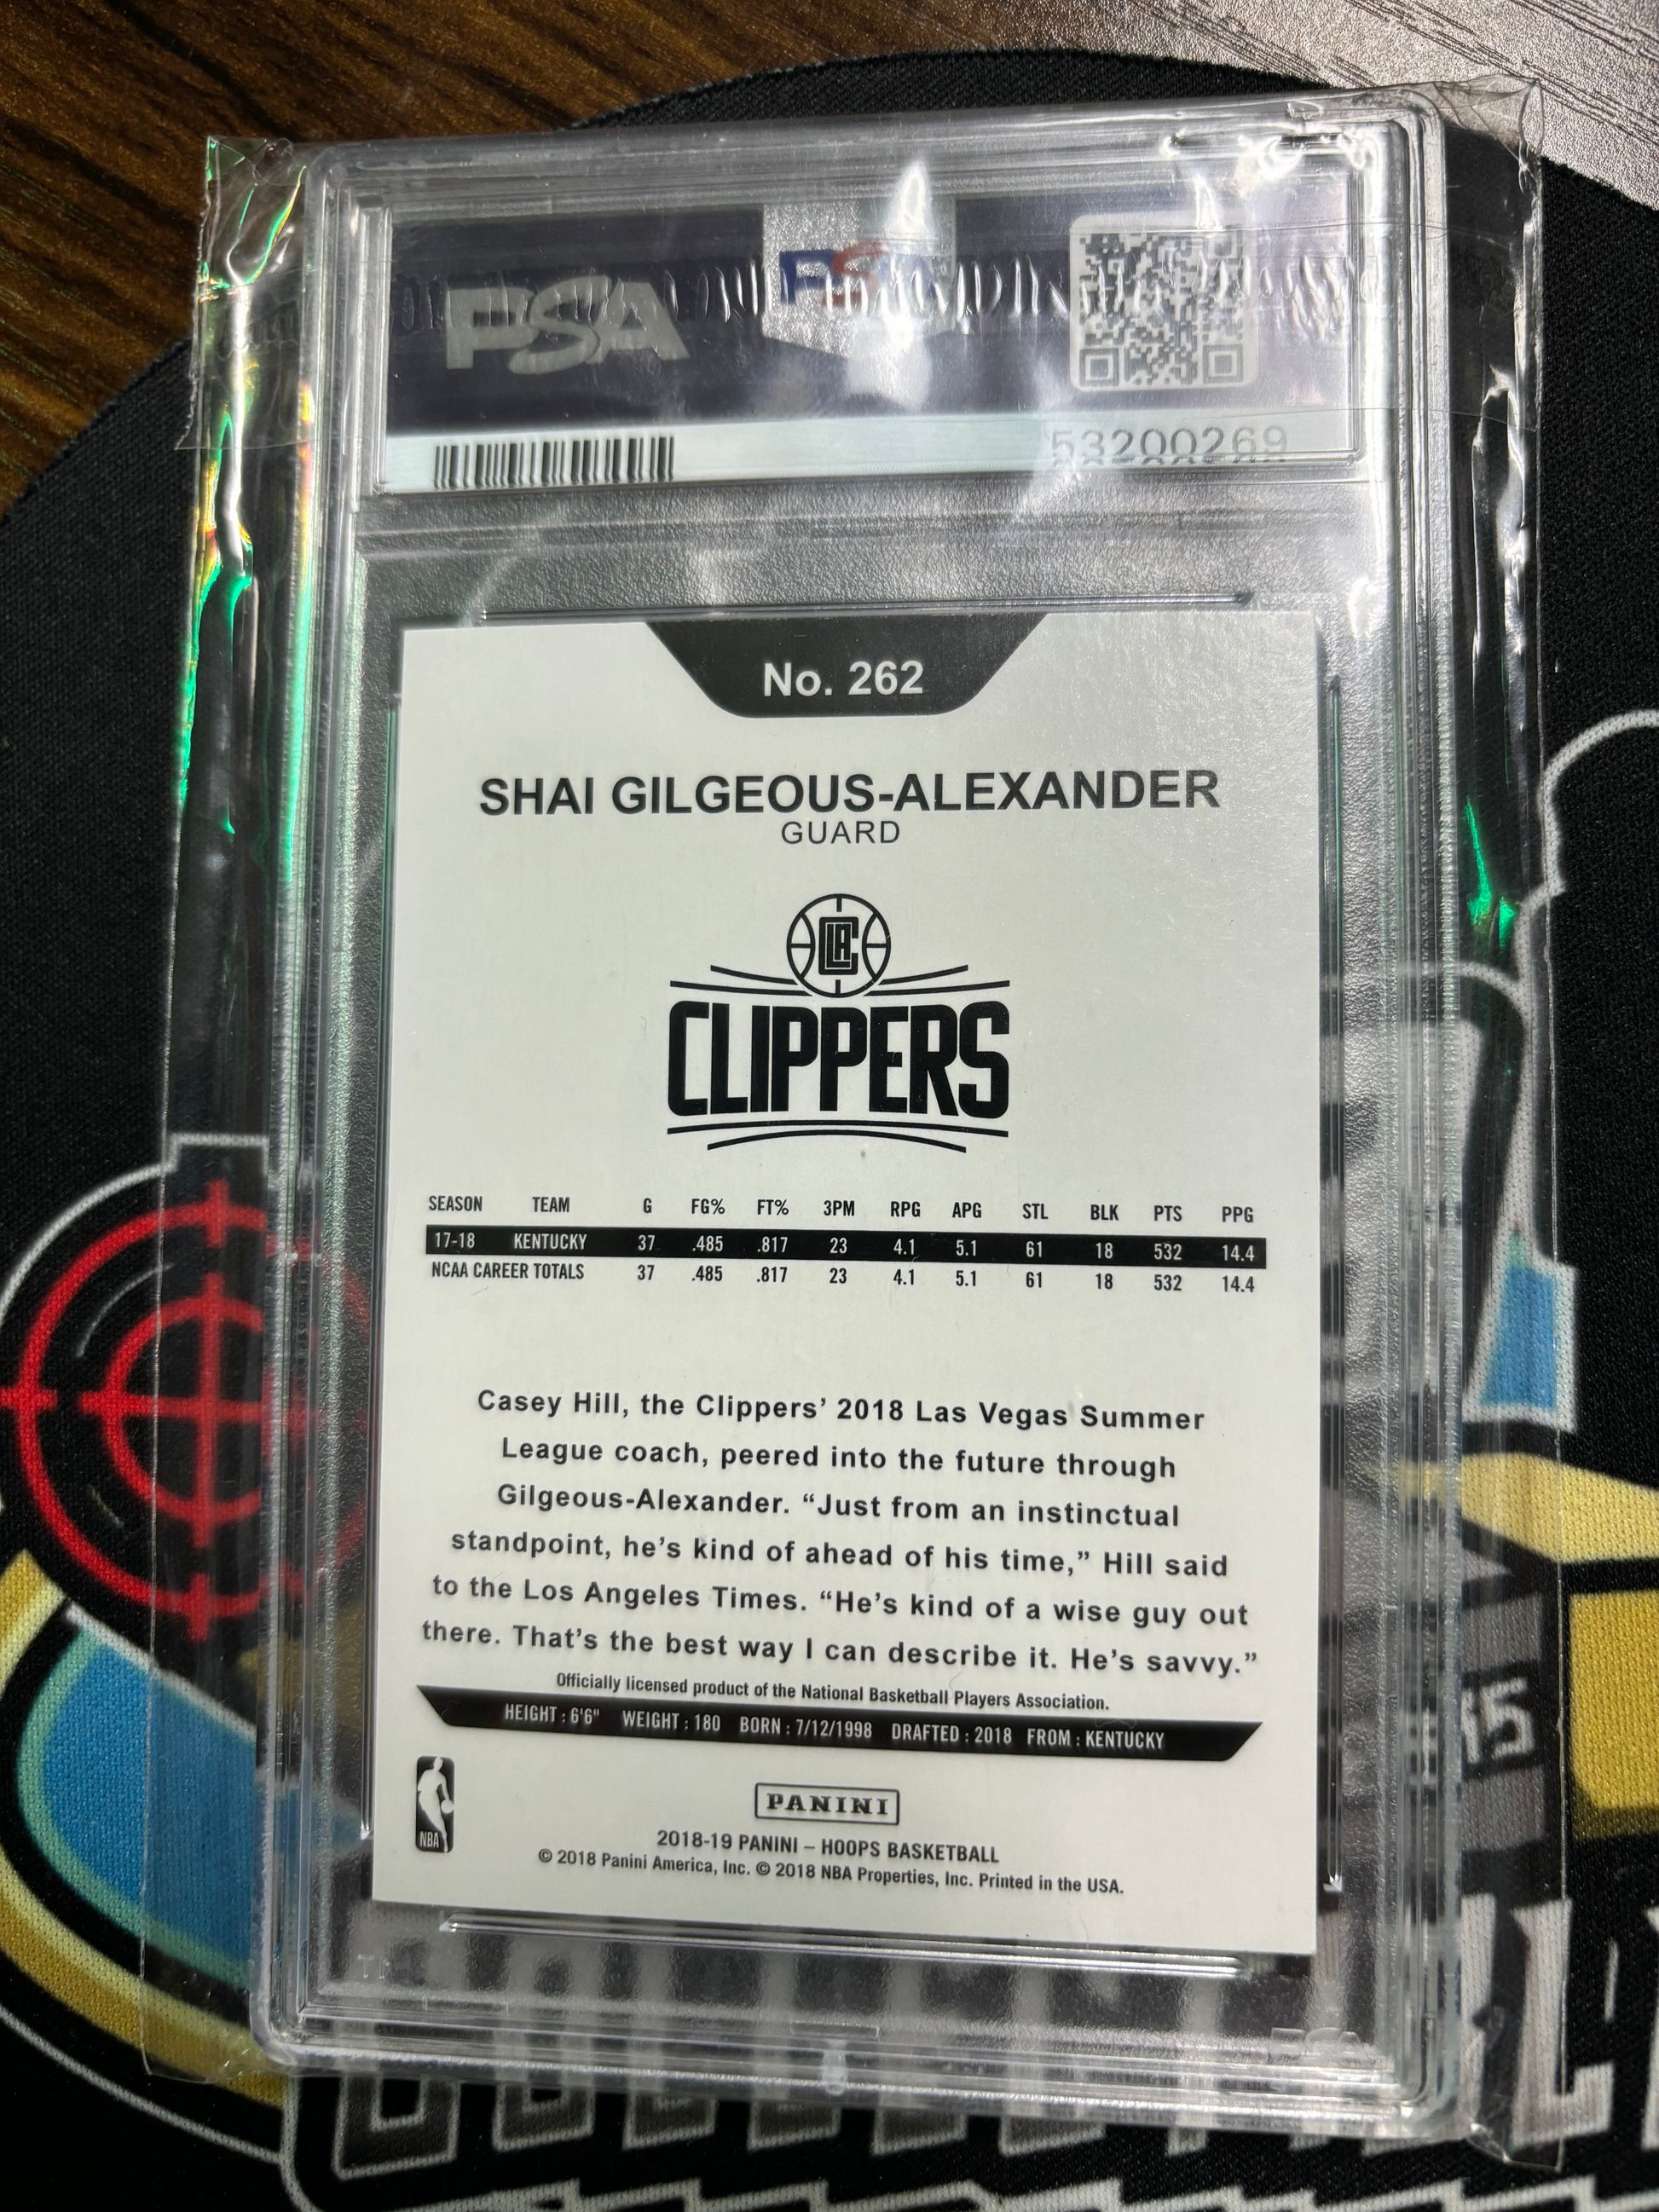 PSA
PSA
53200269
No. 262
SHAI GILGEOUS-ALEXANDER
GUARD
LAC
CLIPPERS
SEASON TEAM G FG% FT% 3PM RPG APG STL BLK PTS PPG
17-18 KENTUCKY 37 .485 .817 23 4.1 5.1 61 18 532 14.4
NCAA CAREER TOTALS 37 .485 .817 23 4.1 5.1 61 18 532 14.4
Casey Hill, the Clippers’ 2018 Las Vegas Summer
League coach, peered into the future through
Gilgeous-Alexander. “Just from an instinctual
standpoint, he’s kind of ahead of his time,” Hill said
to the Los Angeles Times. “He’s kind of a wise guy out
there. That’s the best way I can describe it. He’s savvy.”
Officially licensed product of the National Basketball Players Association.
HEIGHT : 6'6" WEIGHT : 180 BORN : 7/12/1998 DRAFTED : 2018 FROM : KENTUCKY
NBA
PANINI
2018-19 PANINI – HOOPS BASKETBALL
© 2018 Panini America, Inc. © 2018 NBA Properties, Inc. Printed in the USA.